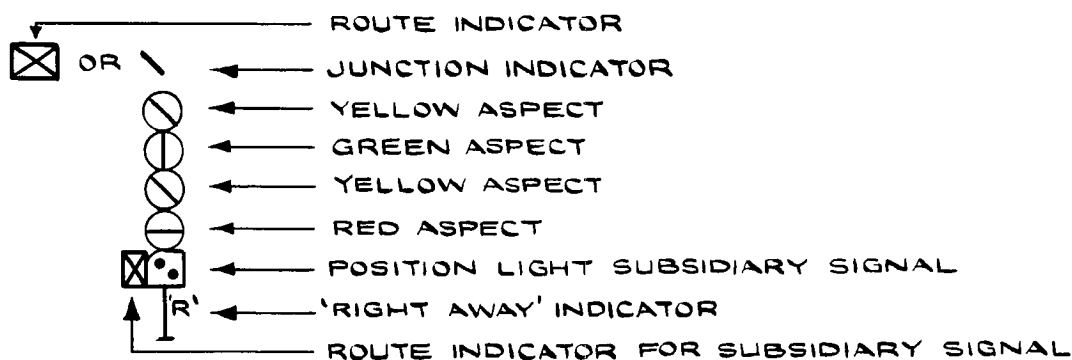 ROUTE INDICATOR
OR
JUNCTION INDICATOR
YELLOW ASPECT
GREEN ASPECT
YELLOW ASPECT
RED ASPECT
POSITION LIGHT SUBSIDIARY SIGNAL
'R' 'RIGHT AWAY' INDICATOR
ROUTE INDICATOR FOR SUBSIDIARY SIGNAL